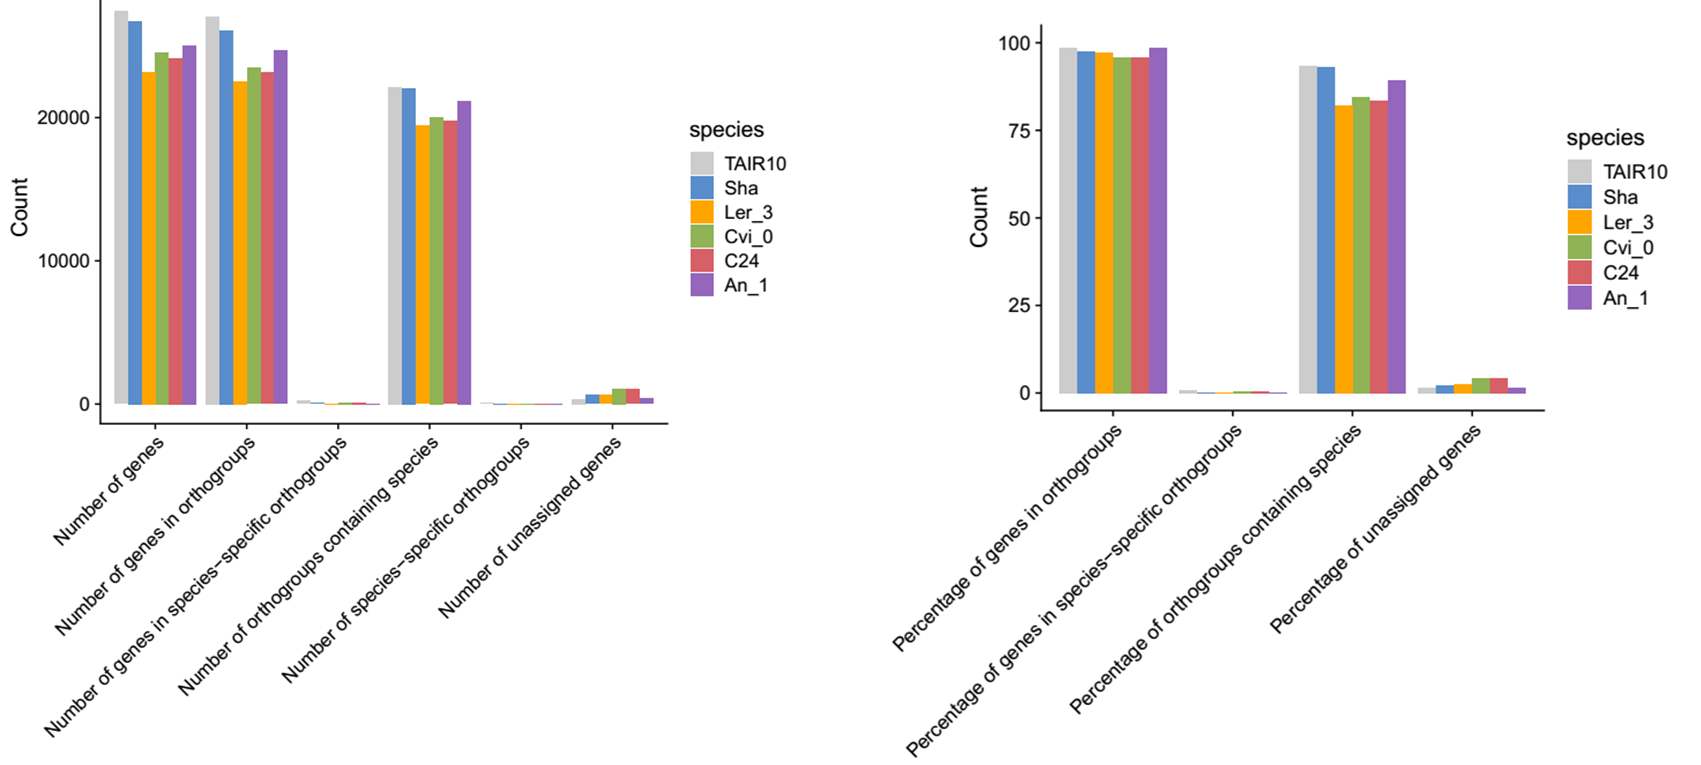 Count
20000
10000
0
Number of genes
Number of genes in orthogroups
Number of genes in species−specific orthogroups
Number of orthogroups containing species
Number of species−specific orthogroups
Number of unassigned genes
species
TAIR10
Sha
Ler_3
Cvi_0
C24
An_1
Count
100
75
50
25
0
Percentage of genes in orthogroups
Percentage of genes in species−specific orthogroups
Percentage of orthogroups containing species
Percentage of unassigned genes
species
TAIR10
Sha
Ler_3
Cvi_0
C24
An_1